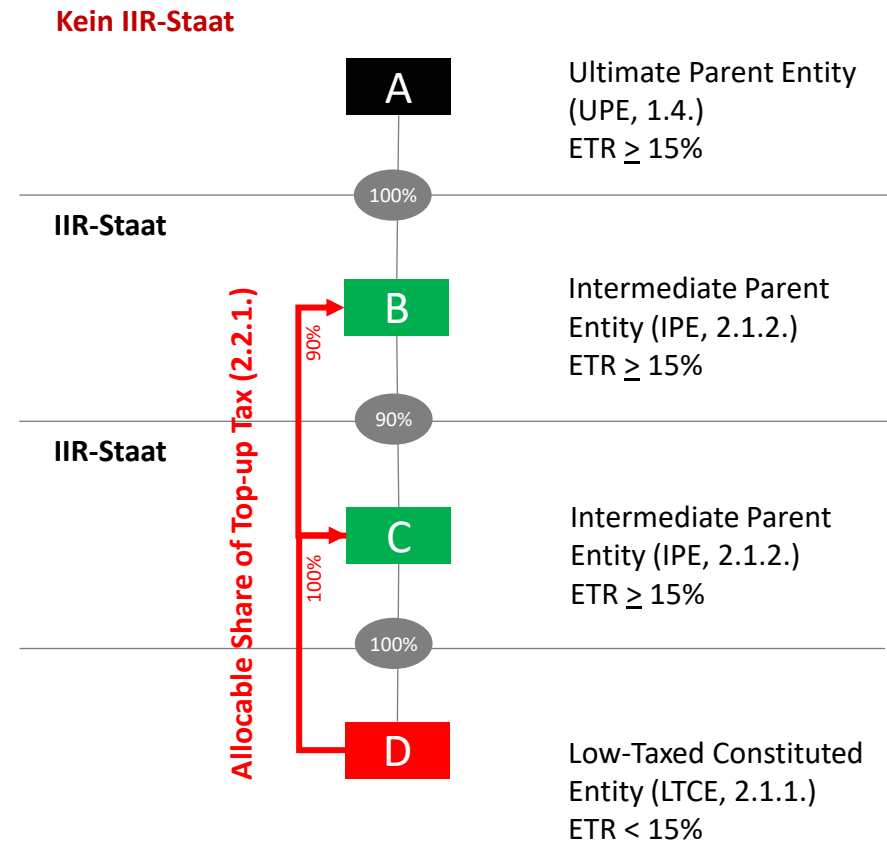 Kein IIR-Staat
A
Ultimate Parent Entity
(UPE, 1.4.)
ETR ≥ 15%
100%
IIR-Staat
B
Intermediate Parent
Entity (IPE, 2.1.2.)
ETR ≥ 15%
90%
Allocable Share of Top-up Tax (2.2.1.)
90%
IIR-Staat
C
Intermediate Parent
Entity (IPE, 2.1.2.)
ETR ≥ 15%
100%
100%
D
Low-Taxed Constituted
Entity (LTCE, 2.1.1.)
ETR < 15%